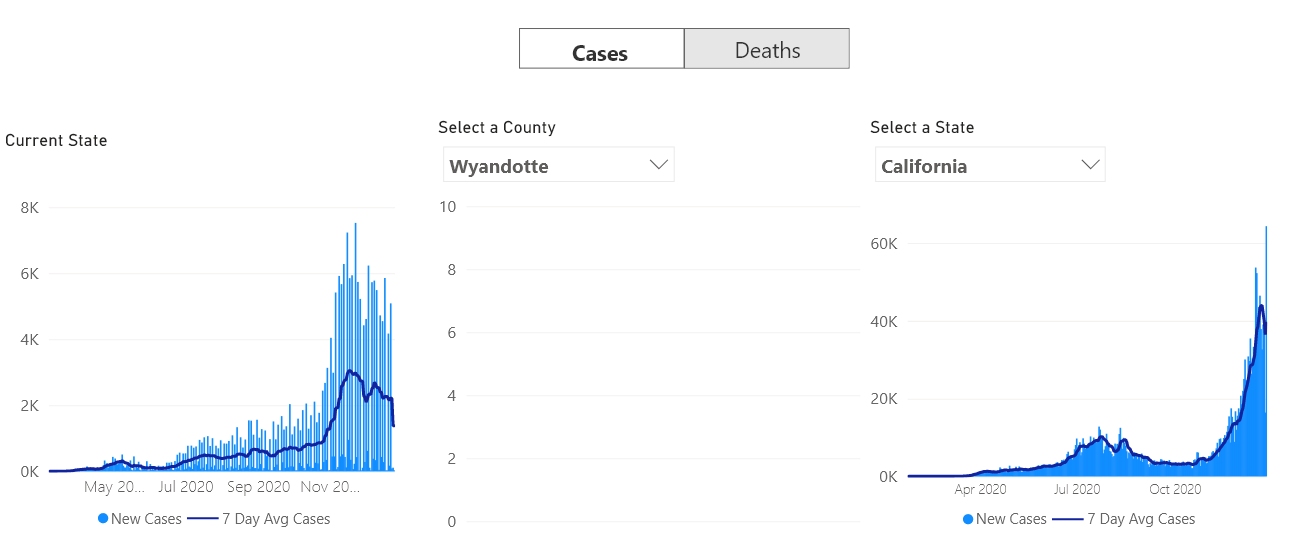 Cases
Deaths
Current State
8K
6K
4K
2K
0K
May 20...
Jul 2020
Sep 2020
Nov 20...
New Cases
7 Day Avg Cases
Select a County
Wyandotte
10
8
6
4
2
0
Select a State
California
60K
40K
20K
0K
Apr 2020
Jul 2020
Oct 2020
New Cases
7 Day Avg Cases